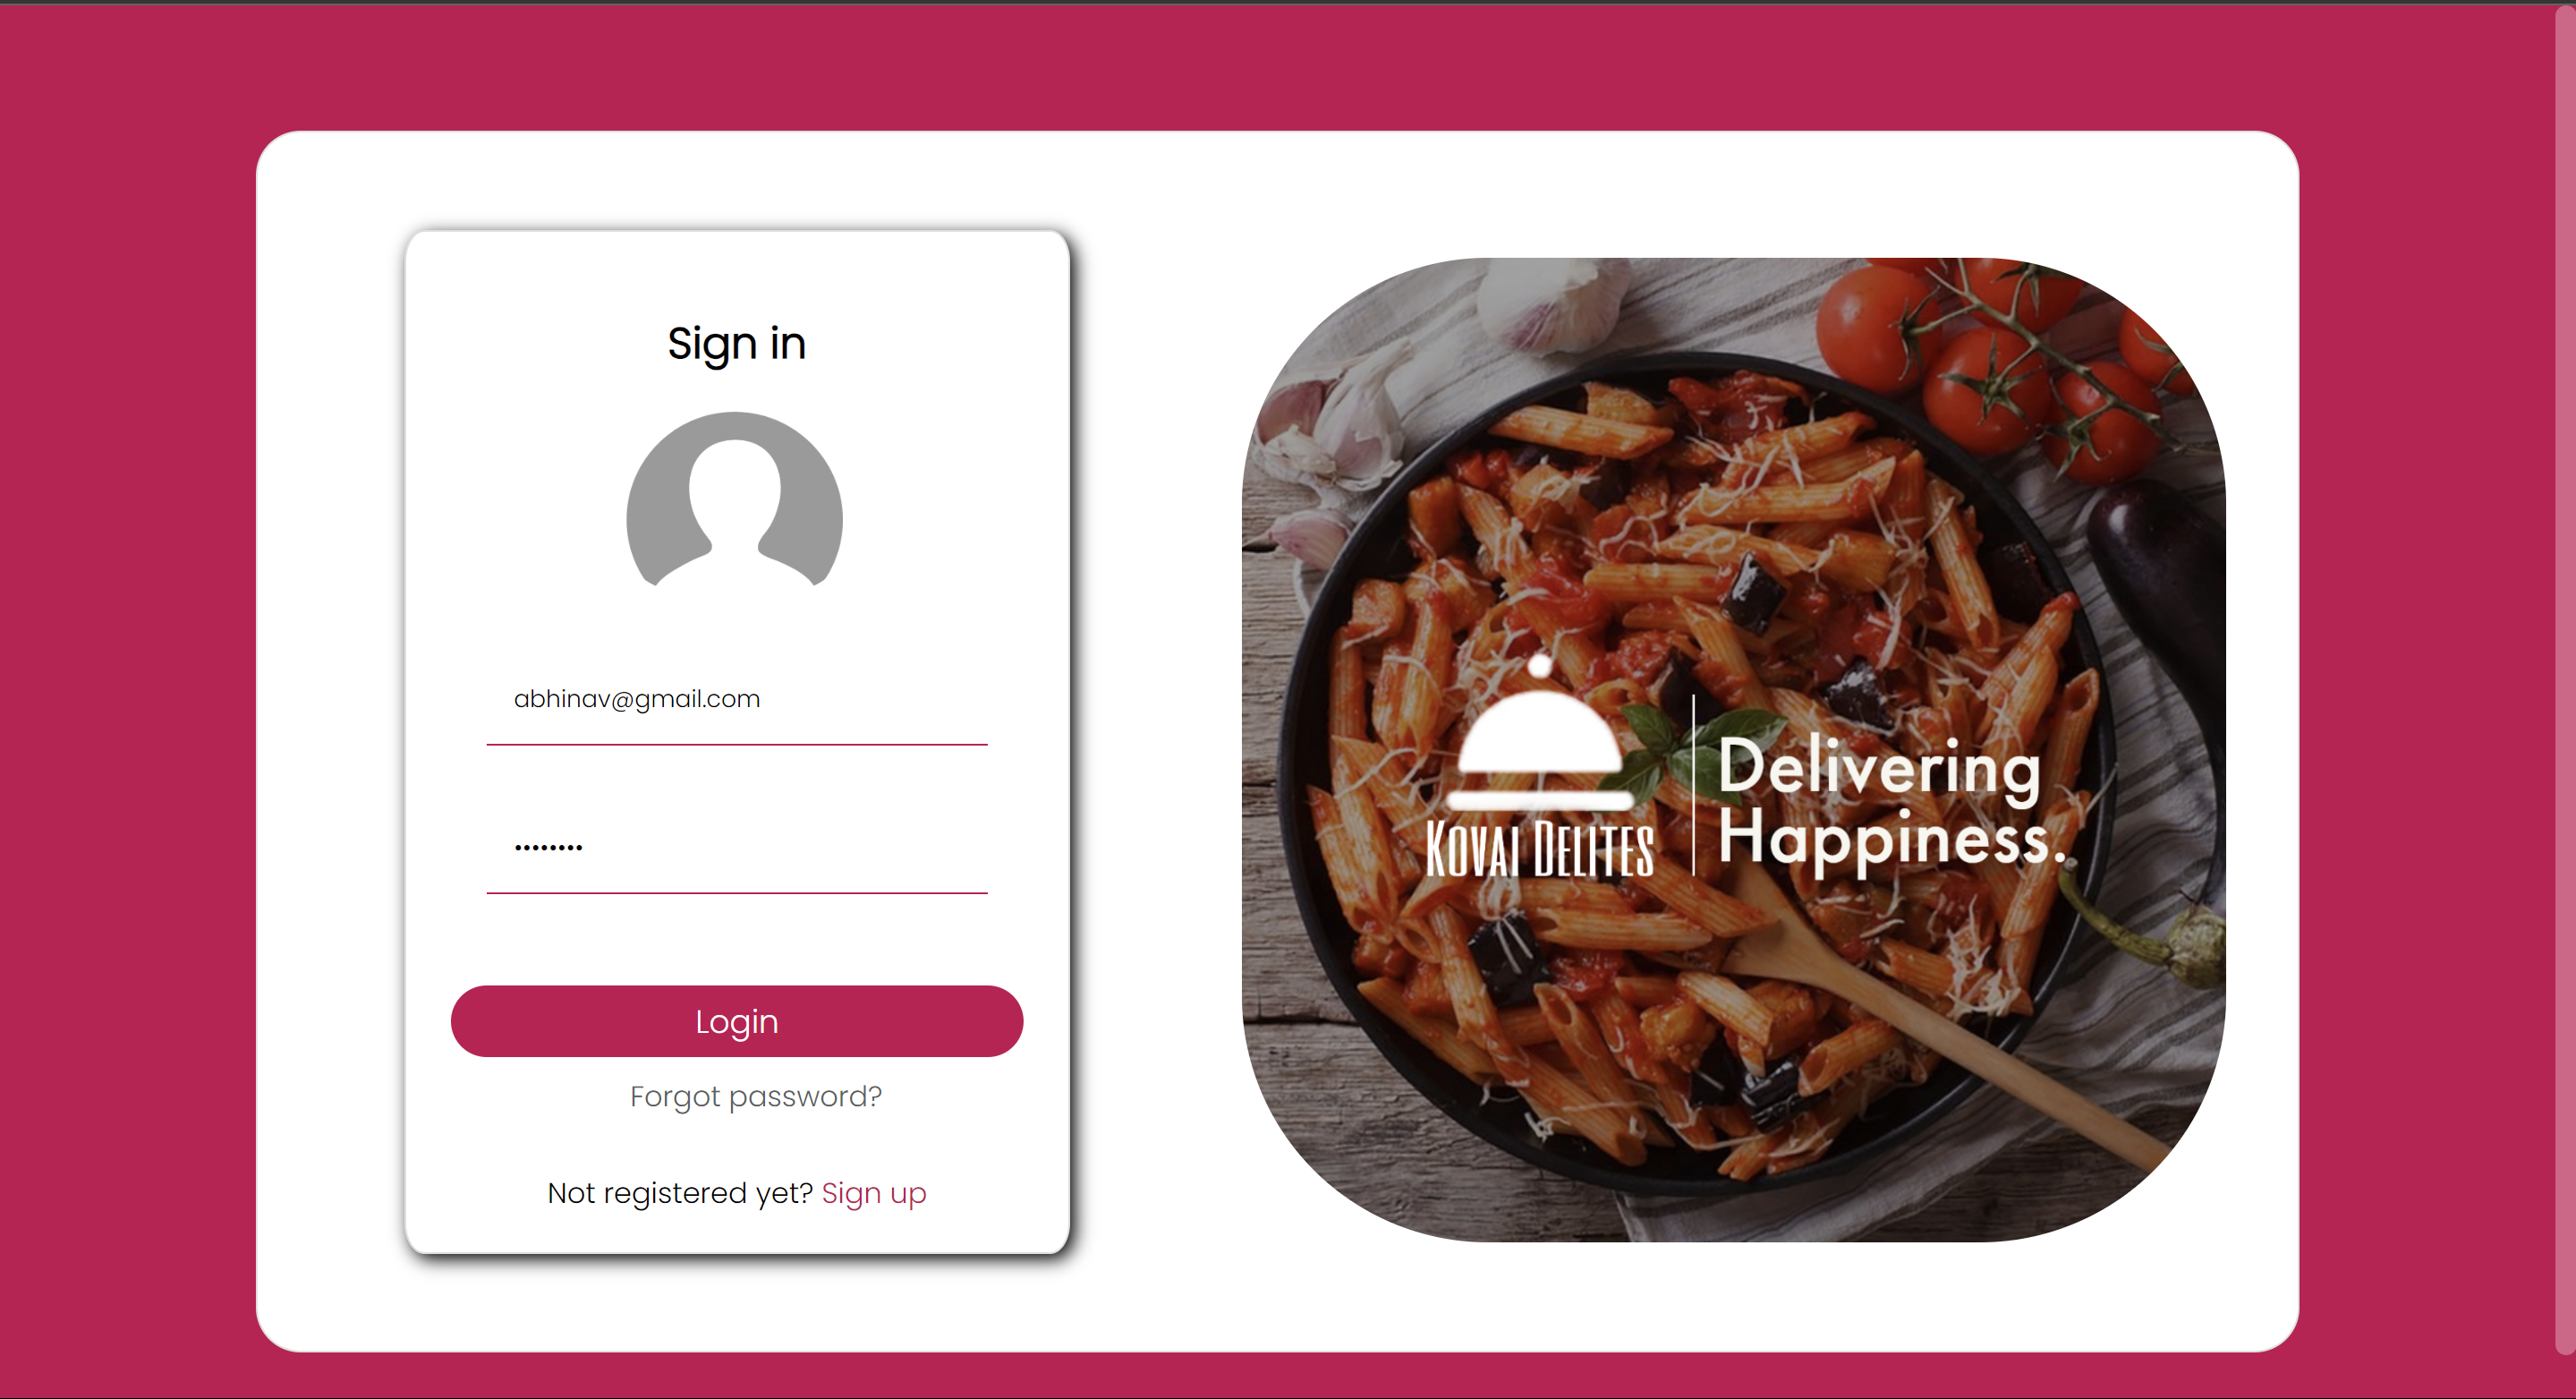 Sign in
abhinav@gmail.com
••••••••
Login
Forgot password?
Not registered yet? Sign up
KOVAI DELITES
Delivering
Happiness.